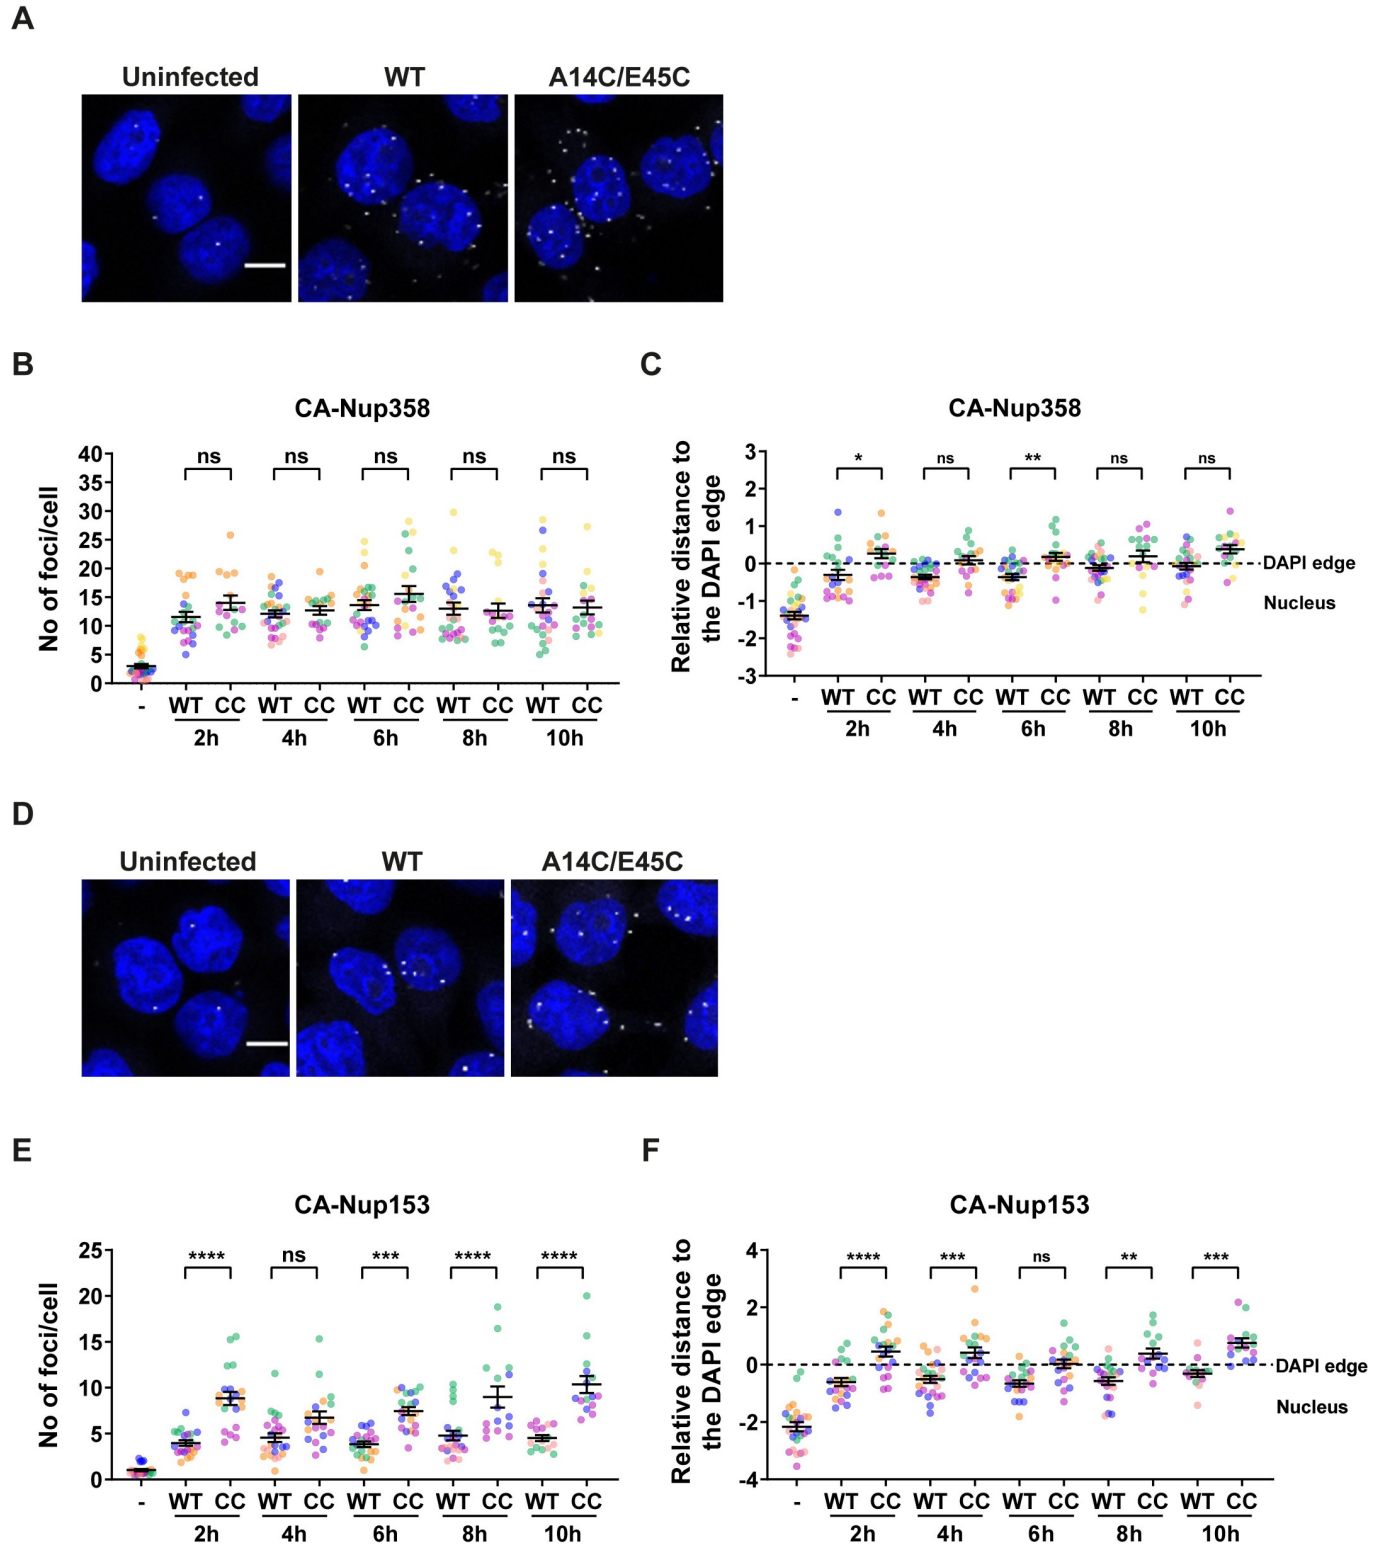 A
Uninfected WT A14C/E45C
B
CA-Nup358
No of foci/cell
40
35
30
25
20
15
10
5
0
ns ns ns ns ns
- WT CC WT CC WT CC WT CC WT CC
2h 4h 6h 8h 10h
C
CA-Nup358
Relative distance to
the DAPI edge
3
2
1
0
-1
-2
-3
* ns ** ns ns
DAPI edge
Nucleus
- WT CC WT CC WT CC WT CC WT CC
2h 4h 6h 8h 10h
D
Uninfected WT A14C/E45C
E
CA-Nup153
No of foci/cell
25
20
15
10
5
0
**** ns *** **** ****
- WT CC WT CC WT CC WT CC WT CC
2h 4h 6h 8h 10h
F
CA-Nup153
Relative distance to
the DAPI edge
4
2
0
-2
-4
**** *** ns ** ***
DAPI edge
Nucleus
- WT CC WT CC WT CC WT CC WT CC
2h 4h 6h 8h 10h